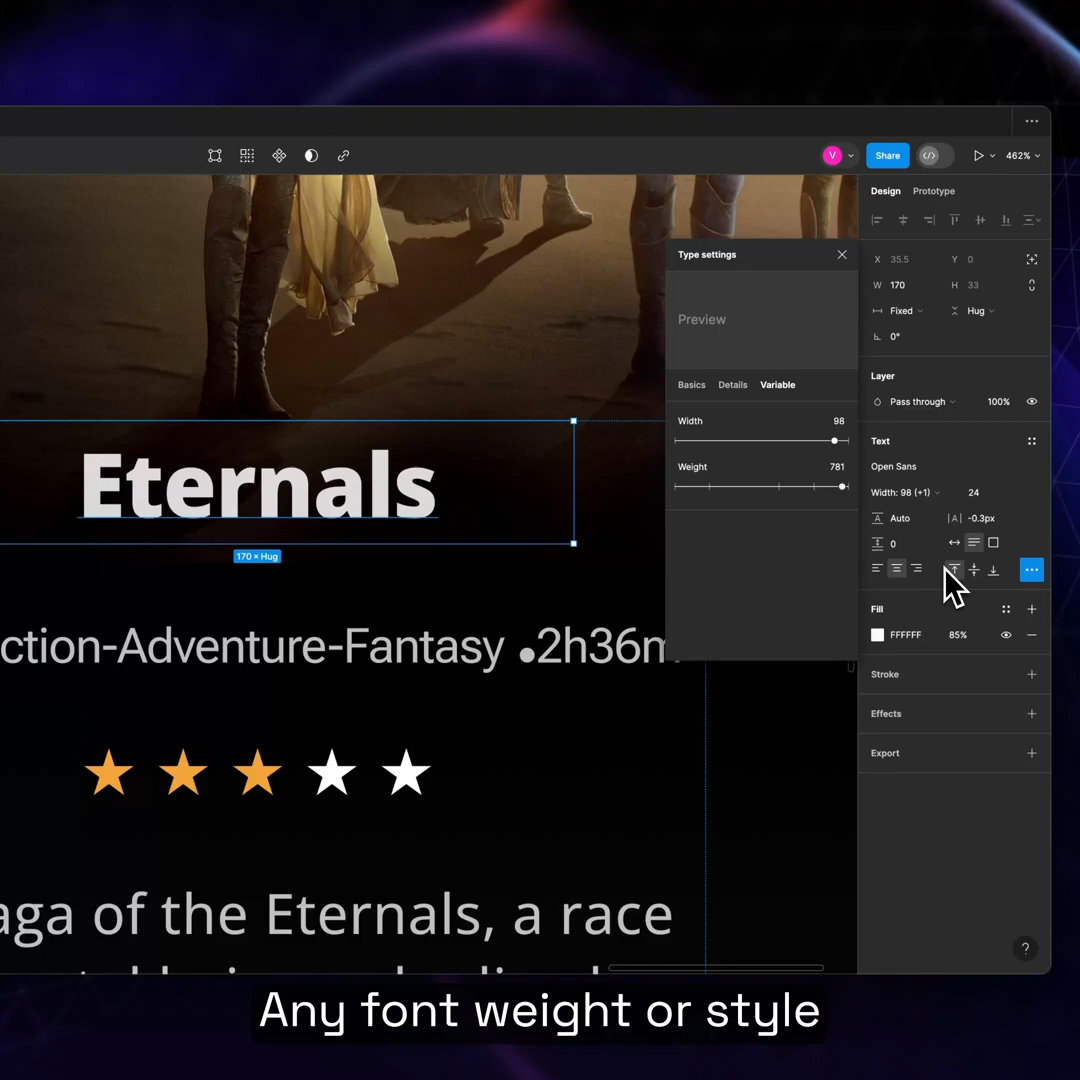 V
Share
462%
Design
Prototype
Type settings
Preview
Basics
Details
Variable
Width
98
Weight
781
X
35.5
Y
0
W
170
H
33
Fixed
Hug
0°
Layer
Pass through
100%
Text
Open Sans
Width: 98 (+1)
24
A
Auto
|A|
-0.3px
0
Fill
FFFFFF
85%
Stroke
Effects
Export
Eternals
170 × Hug
ction-Adventure-Fantasy •2h36m
aga of the Eternals, a race
?
Any font weight or style